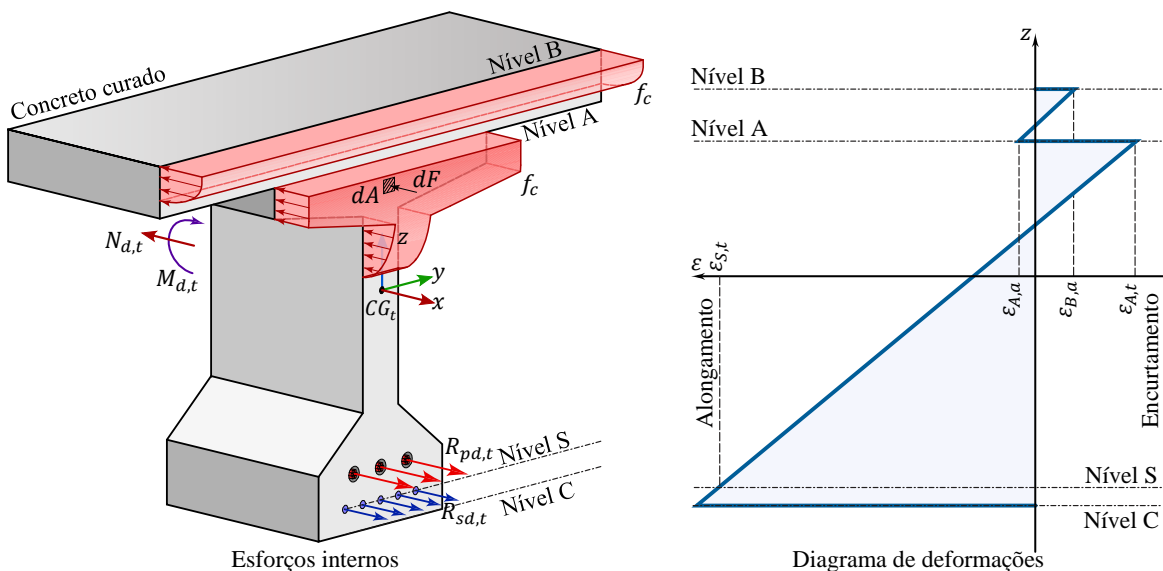 Concreto curado
Nível B
f_c
Nível A
dA
dF
f_c
N_{d,t}
M_{d,t}
z
y
x
CG_t
R_{pd,t}
Nível S
R_{sd,t}
Nível C
Esforços internos
z
Nível B
Nível A
ε
ε_{S,t}
ε_{A,a}
ε_{B,a}
ε_{A,t}
Alongamento
Encurtamento
Nível S
Nível C
Diagrama de deformações